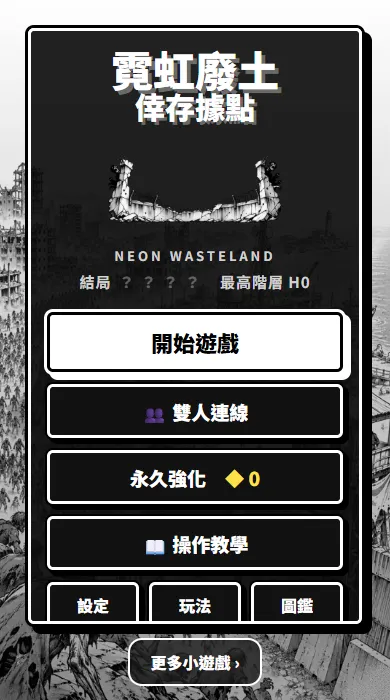 霓虹廢土
倖存據點
NEON WASTELAND
結局 ? ? ? ? 最高階層 H0
開始遊戲
雙人連線
永久強化 0
操作教學
設定 玩法 圖鑑
更多小遊戲 ›